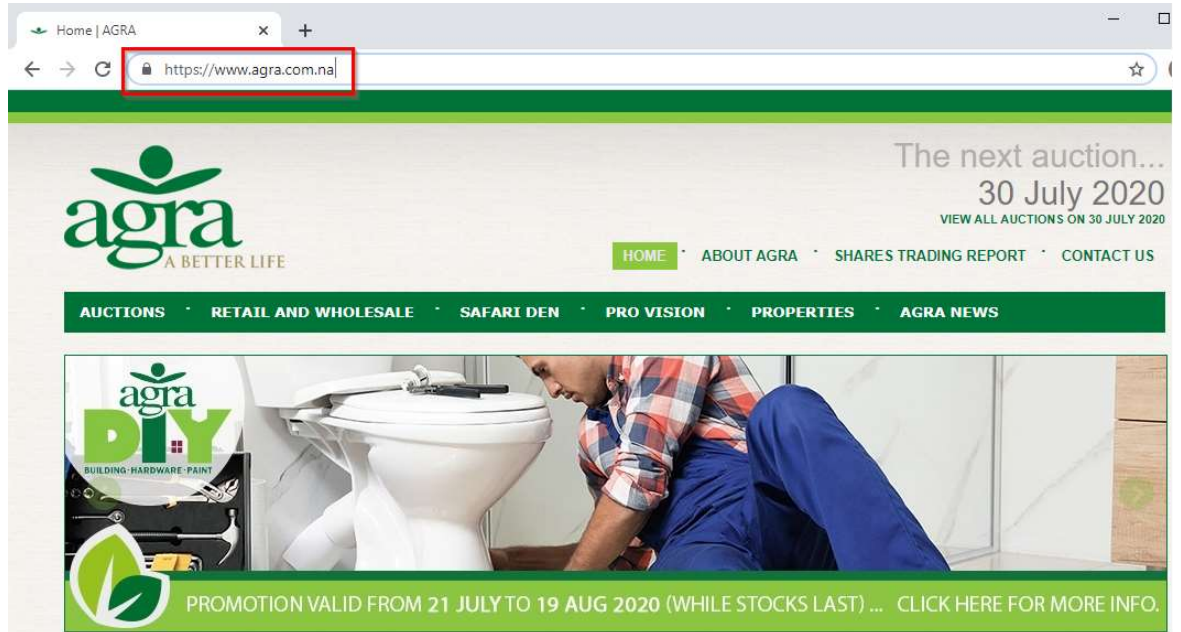 Home | AGRA
https://www.agra.com.na
The next auction...
30 July 2020
VIEW ALL AUCTIONS ON 30 JULY 2020
agra
A BETTER LIFE
HOME ABOUT AGRA SHARES TRADING REPORT CONTACT US
AUCTIONS RETAIL AND WHOLESALE SAFARI DEN PRO VISION PROPERTIES AGRA NEWS
agra
DIY
BUILDING·HARDWARE·PAINT
PROMOTION VALID FROM 21 JULY TO 19 AUG 2020 (WHILE STOCKS LAST) ... CLICK HERE FOR MORE INFO.